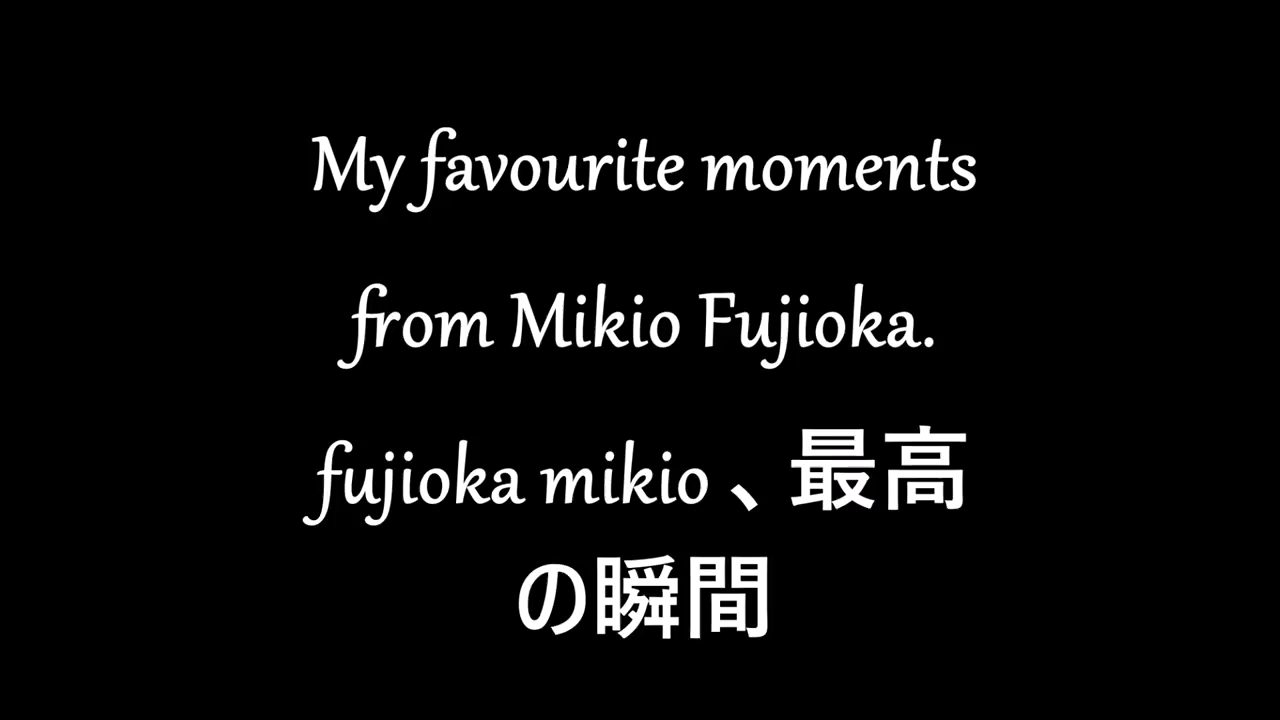 My favourite moments
from Mikio Fujioka.
fujioka mikio 、最高
の瞬間